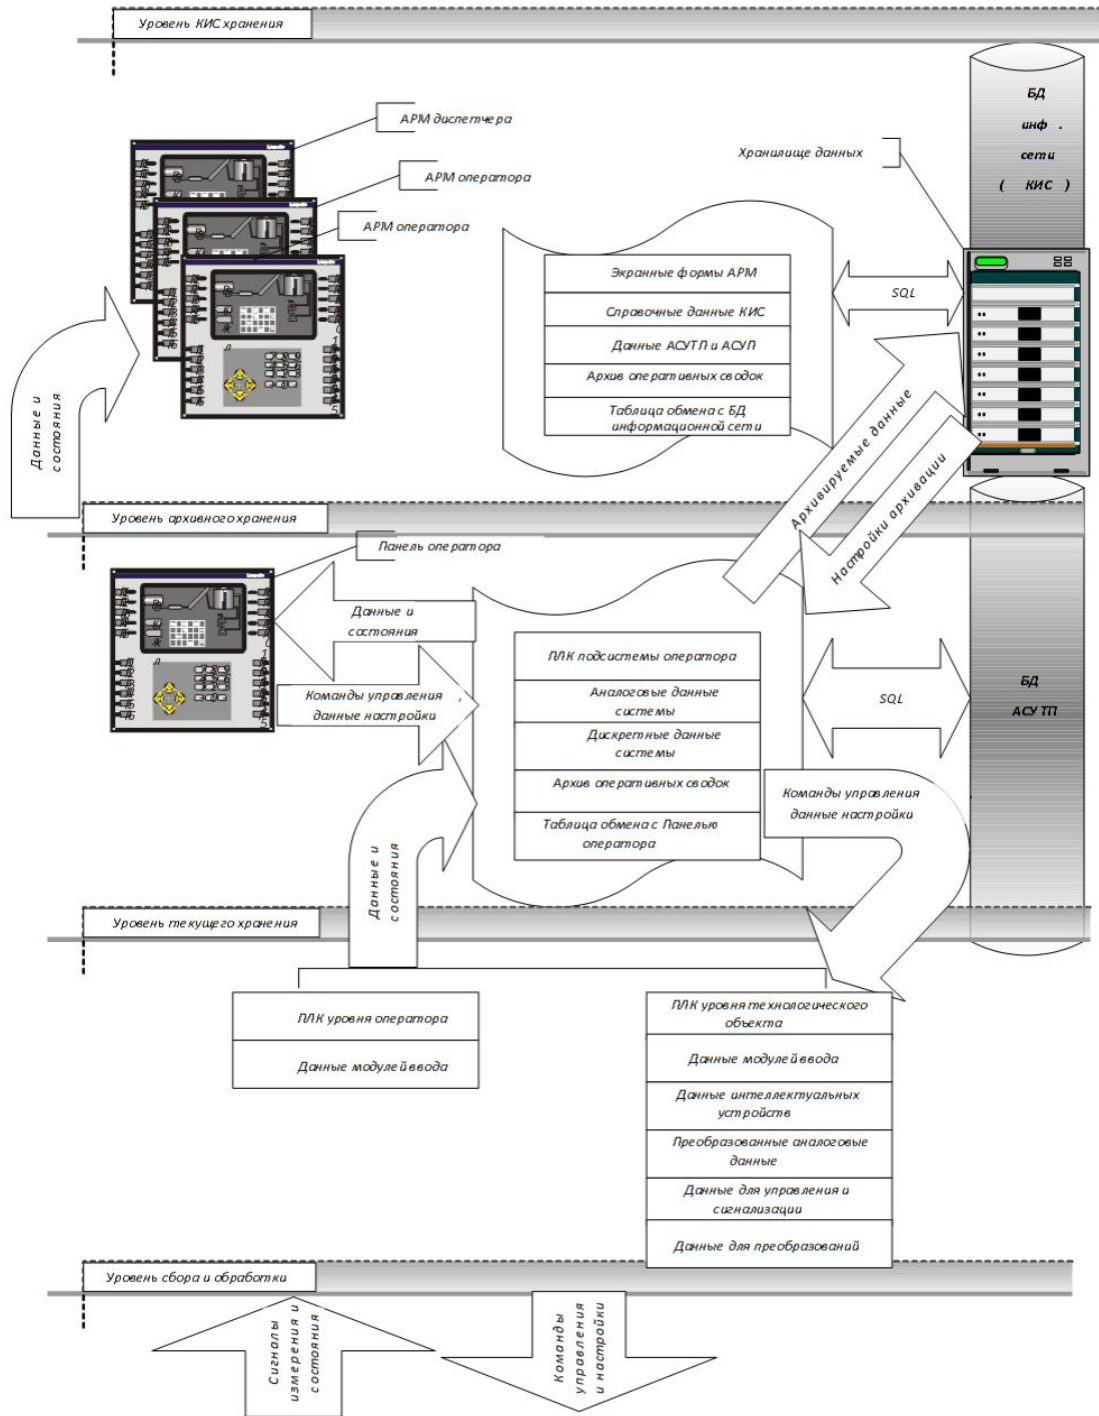 Уровень КИС хранения
БД
инф .
сети
( КИС )
АРМ диспетчера
АРМ оператора
АРМ оператора
Хранилище данных
Экранные формы АРМ
Справочные данные КИС
Данные АСУТП и АСУП
Архив оперативных сводок
Таблица обмена с БД
информационной сети
SQL
Данные и
состояния
Архивируемые данные
Настройки архивации
Уровень архивного хранения
Панель оператора
Данные и
состояния
Команды управления
данные настройки
ПЛК подсистемы оператора
Аналоговые данные
системы
Дискретные данные
системы
Архив оперативных сводок
Таблица обмена с Панелью
оператора
SQL
БД
АСУ ТП
Команды управления
данные настройки
Данные и
состояния
Уровень текущего хранения
ПЛК уровня оператора
Данные модулей ввода
ПЛК уровня технологического
объекта
Данные модулей ввода
Данные интеллектуальных
устройств
Преобразованные аналоговые
данные
Данные для управления и
сигнализации
Данные для преобразований
Уровень сбора и обработки
Сигналы
измерения и
состояния
Команды
управления
и настройки